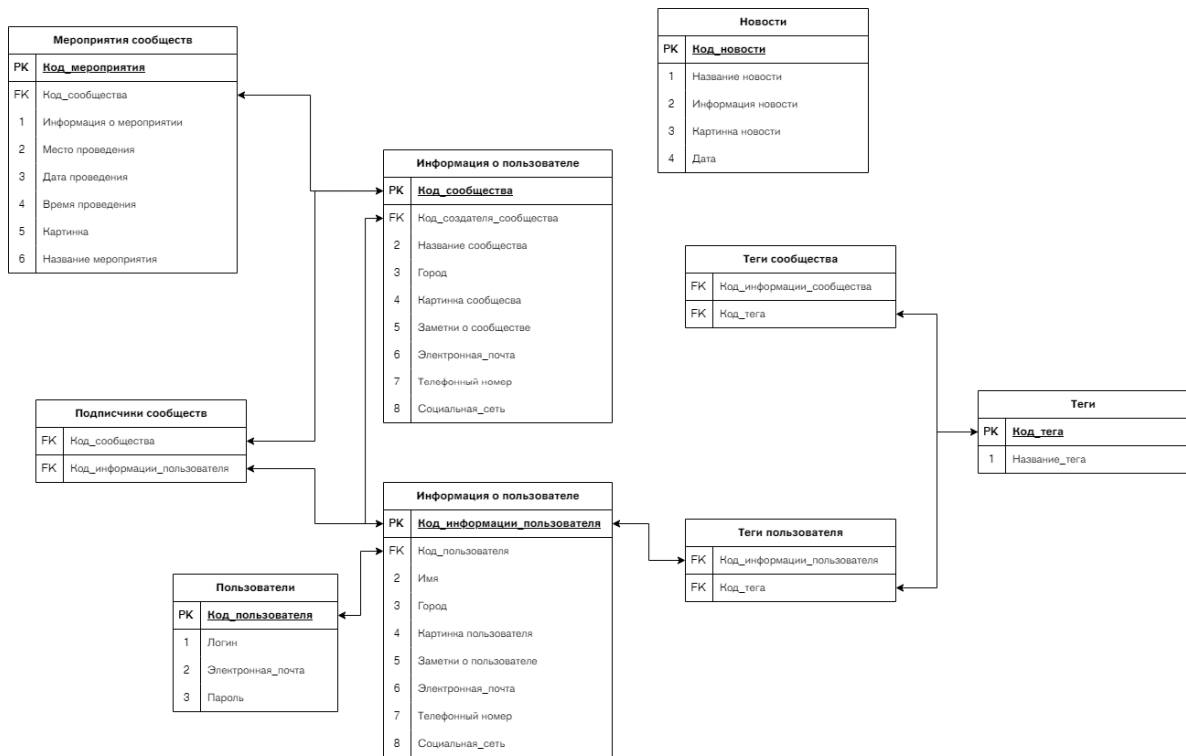 Мероприятия сообществ
PK Код_мероприятия
FK Код_сообщества
1 Информация о мероприятии
2 Место проведения
3 Дата проведения
4 Время проведения
5 Картинка
6 Название мероприятия
Новости
PK Код_новости
1 Название новости
2 Информация новости
3 Картинка новости
4 Дата
Информация о пользователе
PK Код_сообщества
FK Код_создателя_сообщества
2 Название сообщества
3 Город
4 Картинка сообщесва
5 Заметки о сообществе
6 Электронная_почта
7 Телефонный номер
8 Социальная_сеть
Теги сообщества
FK Код_информации_сообщества
FK Код_тега
Подписчики сообществ
FK Код_сообщества
FK Код_информации_пользователя
Теги
PK Код_тега
1 Название_тега
Информация о пользователе
PK Код_информации_пользователя
FK Код_пользователя
2 Имя
3 Город
4 Картинка пользователя
5 Заметки о пользователе
6 Электронная_почта
7 Телефонный номер
8 Социальная_сеть
Теги пользователя
FK Код_информации_пользователя
FK Код_тега
Пользователи
PK Код_пользователя
1 Логин
2 Электронная_почта
3 Пароль